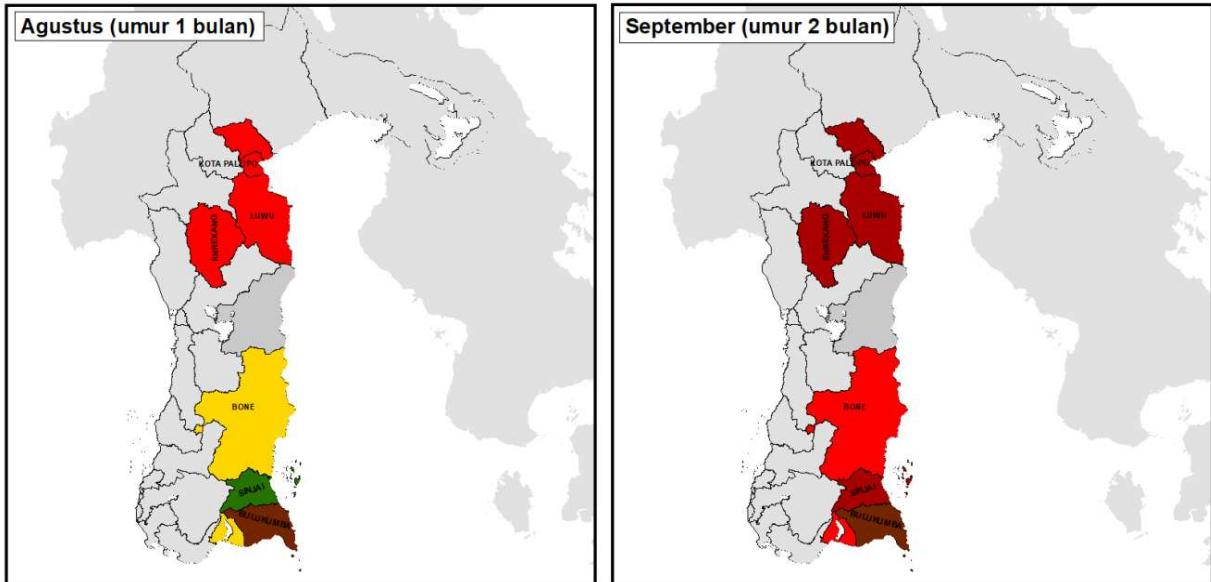 Agustus (umur 1 bulan)
KOTA PALOPO
LUWU
ENREKANG
BONE
SINJAI
BULUKUMBA
September (umur 2 bulan)
KOTA PALOPO
LUWU
ENREKANG
BONE
SINJAI
BULUKUMBA